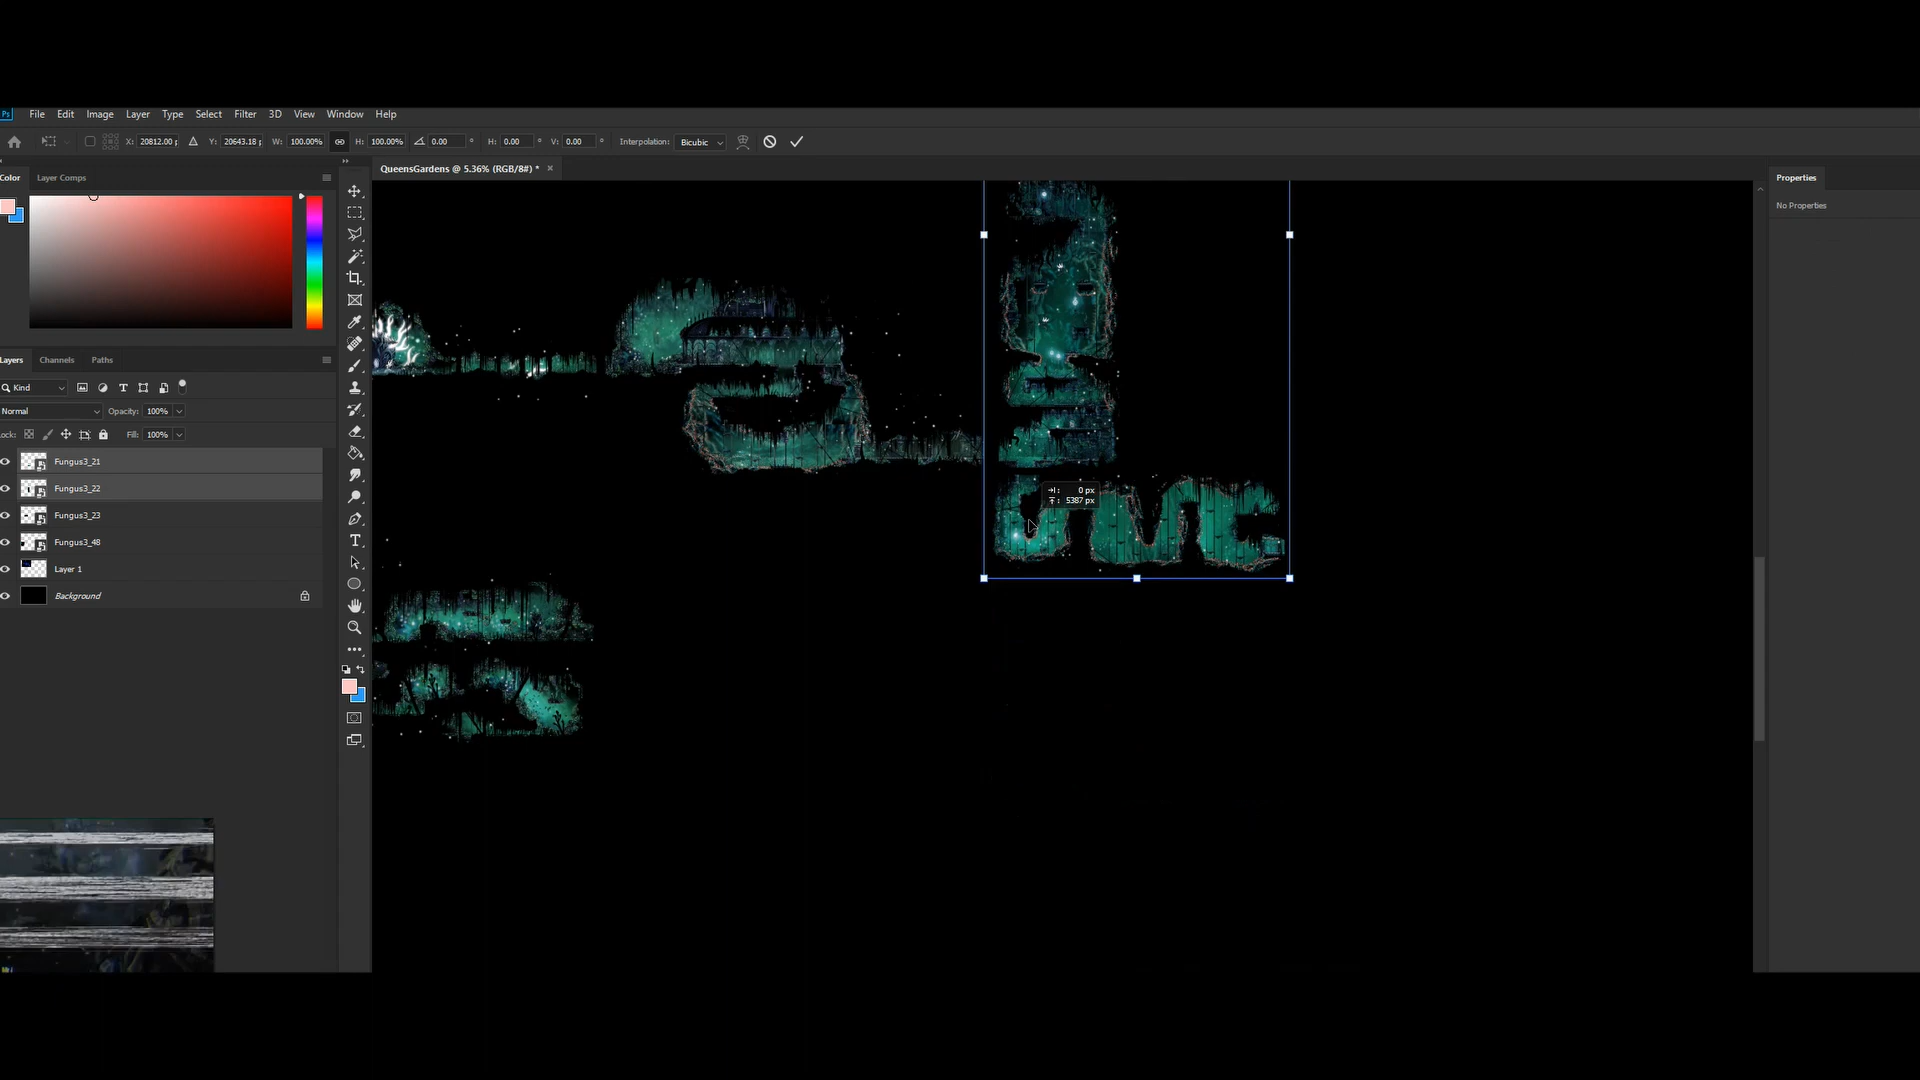 Ps File Edit Image Layer Type Select Filter 3D View Window Help
X: 20812.00 Y: 20643.18 W: 100.00% H: 100.00% 0.00 ° H: 0.00 ° V: 0.00 ° Interpolation: Bicubic
QueensGardens @ 5.36% (RGB/8#) * ×
Color Layer Comps
Properties
No Properties
Layers Channels Paths
Kind
Normal Opacity: 100%
ock: Fill: 100%
Fungus3_21
Fungus3_22
Fungus3_23
Fungus3_48
Layer 1
Background
: 0 px
: 5387 px